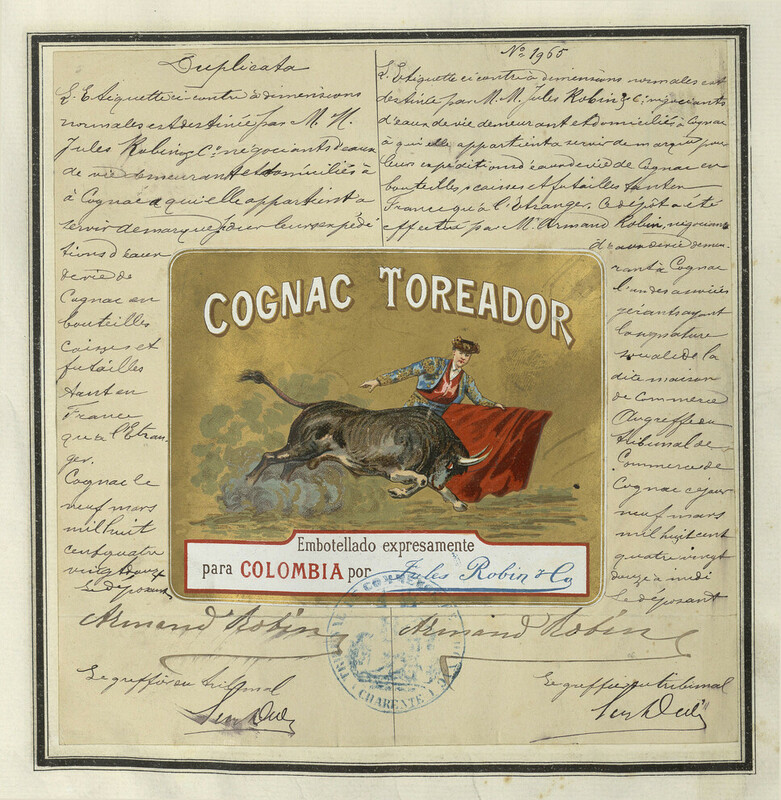 Duplicata
L'Etiquette ci contre à dimensions
normales est destinée par M. M.
Jules Robin & Cie négociants d'eaux
de vie demeurant et domiciliés à
à Cognac a qui elle appartient à
servir de marque pour leurs expédi
tions d'eaux
de vie de
Cognac en
bouteilles
caisses et
futailles
tant en
France
qu'à l'Etran-
ger.
Cognac le
neuf mars
mil huit
cent quatre
vingt douze
Le déposant
Armand Robin
Le greffier du tribunal
No 1965
L'Etiquette ci contre à dimensions normales est
destinée par M. M. Jules Robin & Cie négociants
d'eaux de vie demeurant et domiciliés à Cognac
à qui elle appartient à servir de marque pour
leurs expéditions d'eaux de vie de Cognac en
bouteilles, caisses et futailles tant en
France qu'à l'Etranger. Ce dépôt a été
effectué par Mr Armand Robin, négociant
d'eaux de vie demeu-
rant à Cognac
l'un des associés
gérants ayant
la signature
sociale de la
dite maison
de Commerce
Au greffe du
tribunal de
Commerce de
Cognac ce jour
neuf mars
mil huit cent
quatre vingt
douze à midi
Le déposant
Armand Robin
Le greffier du tribunal
COGNAC TOREADOR
Embotellado expresamente
para COLOMBIA por Jules Robin & Co
TRIBUNAL DE COMMERCE
CHARENTE